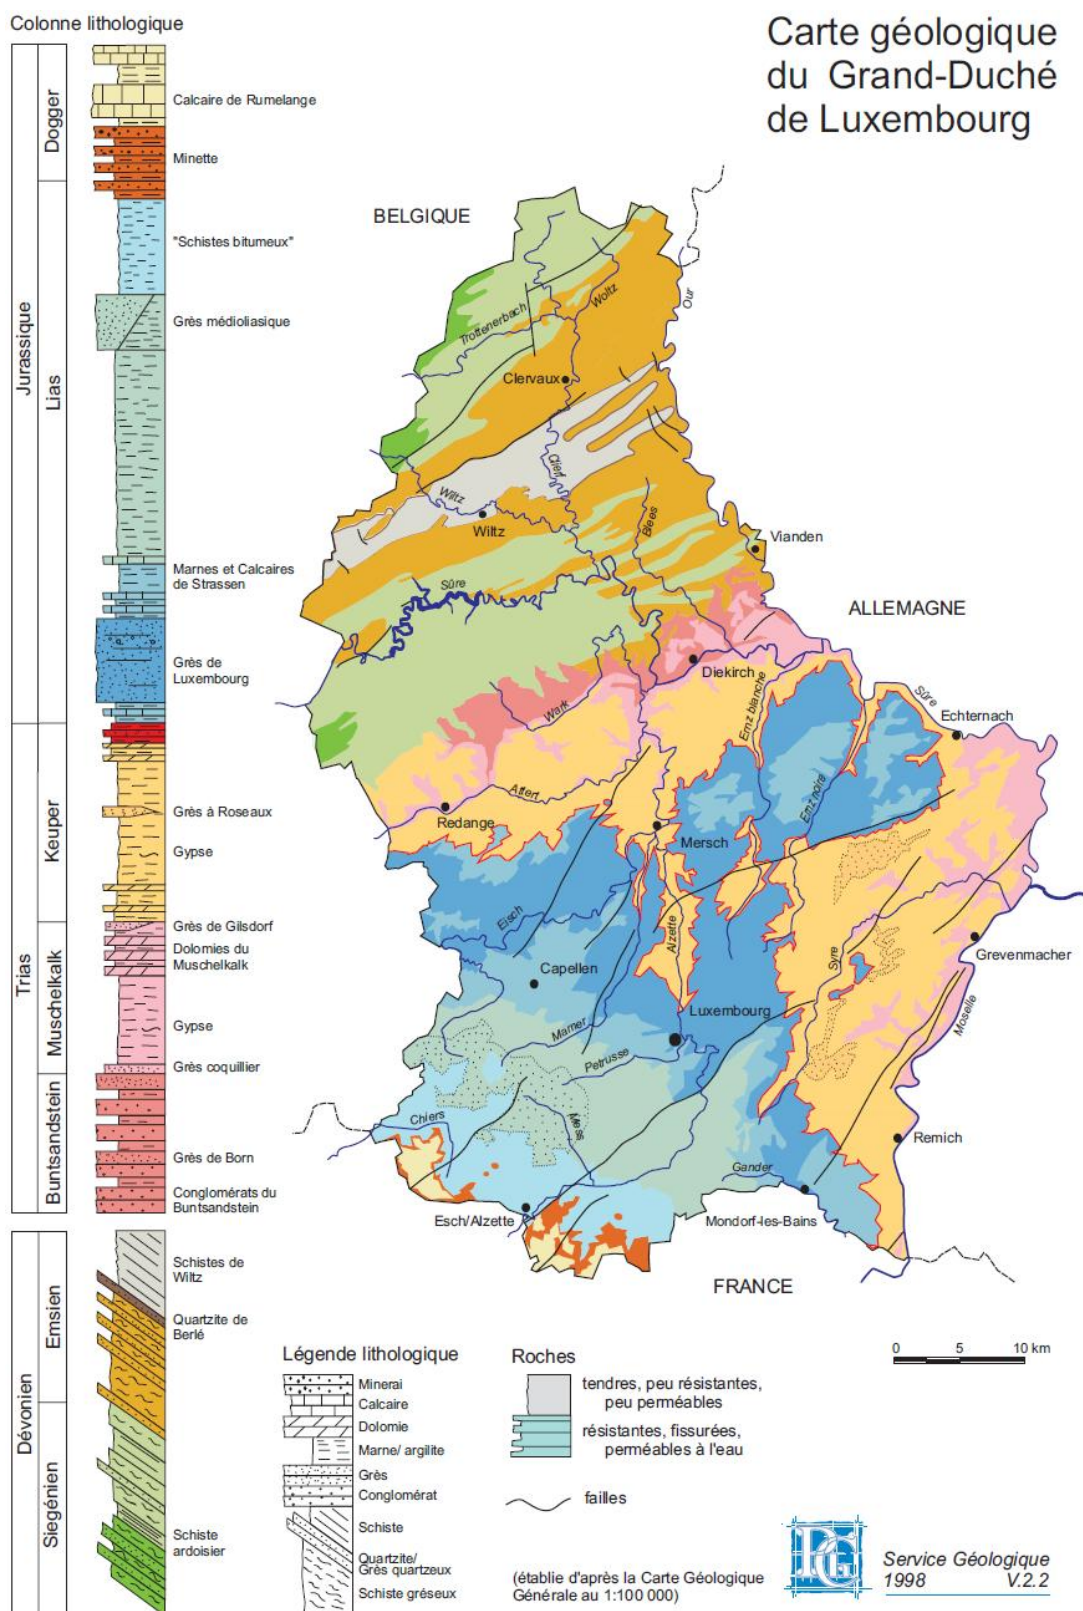 Colonne lithologique
Carte géologique
du Grand-Duché
de Luxembourg
Jurassique
Dogger
Lias
Trias
Keuper
Muschelkalk
Buntsandstein
Dévonien
Emsien
Siegénien
Calcaire de Rumelange
Minette
"Schistes bitumeux"
Grès médioliasique
Marnes et Calcaires
de Strassen
Grès de
Luxembourg
Grès à Roseaux
Gypse
Grès de Gilsdorf
Dolomies du
Muschelkalk
Gypse
Grès coquillier
Grès de Born
Conglomérats du
Buntsandstein
Schistes de
Wiltz
Quartzite de
Berlé
Schiste
ardoisier
BELGIQUE
Our
Woltz
Trottenerbach
Clervaux
Clierf
Wiltz
Wiltz
Blees
Vianden
Sûre
ALLEMAGNE
Diekirch
Wark
Ernz blanche
Sûre
Echternach
Attert
Ernz noire
Redange
Mersch
Eisch
Alzette
Capellen
Syre
Grevenmacher
Luxembourg
Mamer
Moselle
Petrusse
Chiers
Mess
Remich
Gander
Esch/Alzette
Mondorf-les-Bains
FRANCE
0 5 10 km
Légende lithologique
Minerai
Calcaire
Dolomie
Marne/ argilite
Grès
Conglomérat
Schiste
Quartzite/
Grès quartzeux
Schiste gréseux
Roches
tendres, peu résistantes,
peu perméables
résistantes, fissurées,
perméables à l'eau
failles
(établie d'après la Carte Géologique
Générale au 1:100 000)
Service Géologique
1998 V.2.2